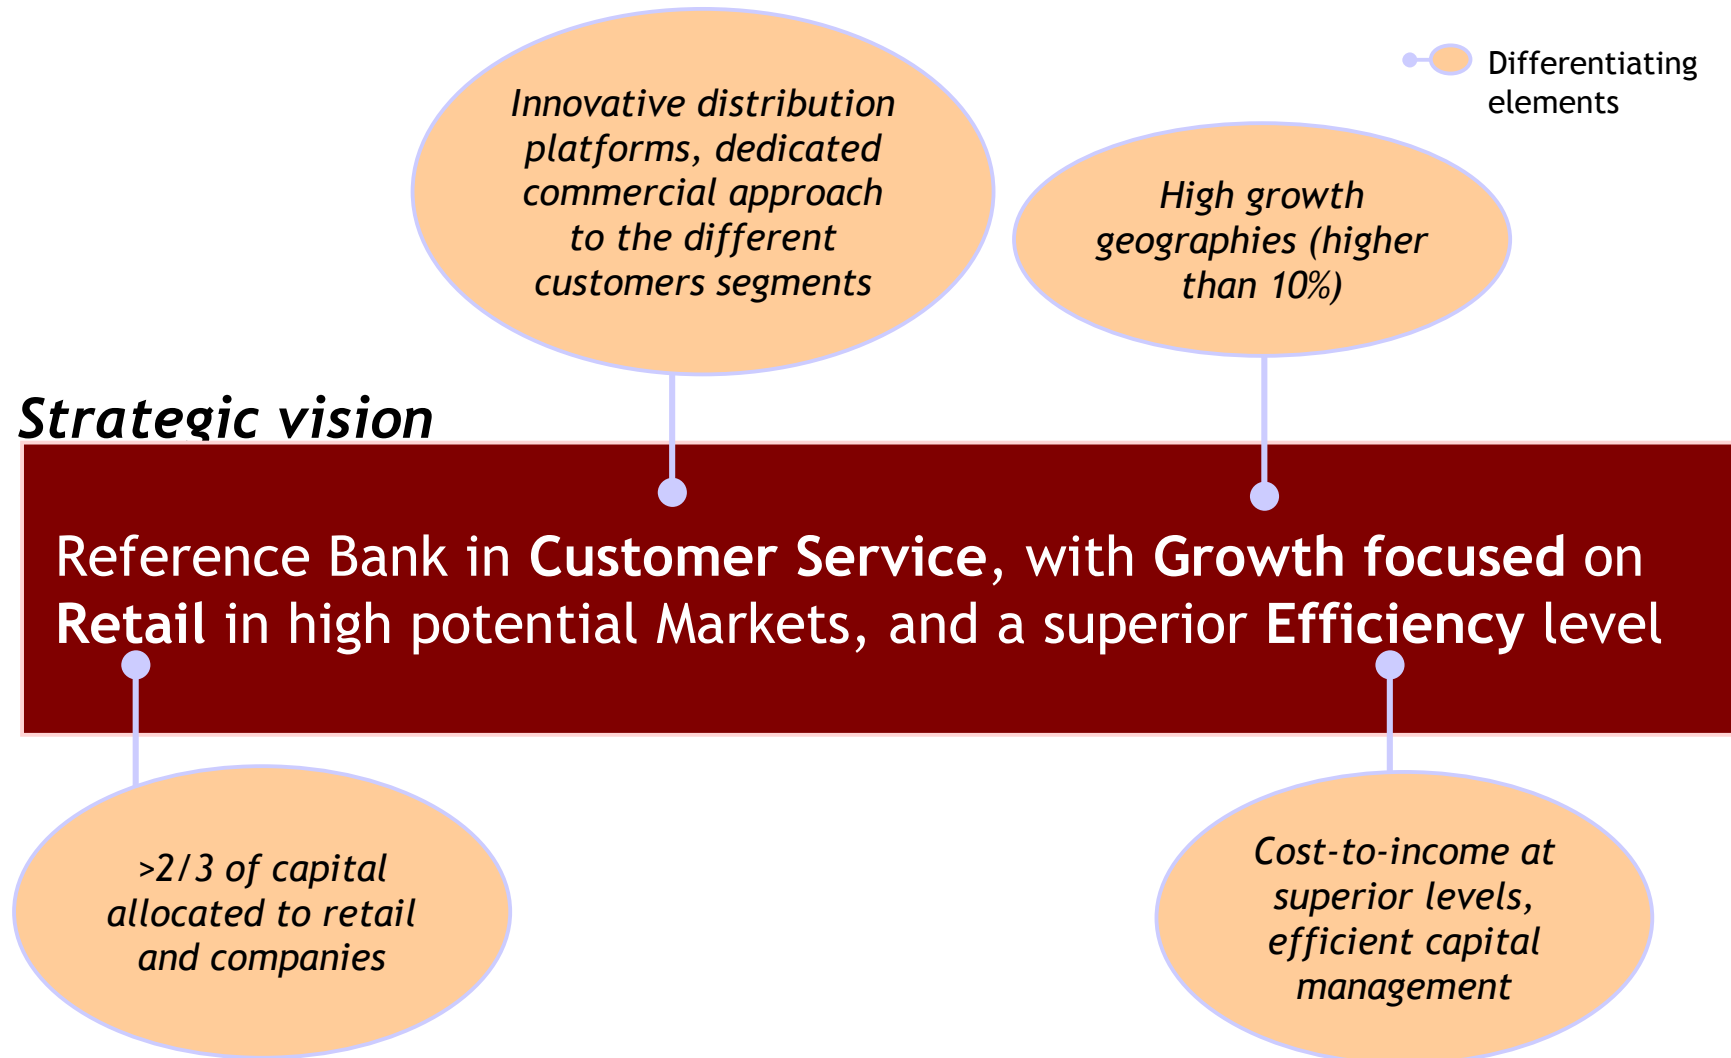 Differentiating
elements
Innovative distribution
platforms, dedicated
commercial approach
to the different
customers segments
High growth
geographies (higher
than 10%)
Strategic vision
Reference Bank in Customer Service, with Growth focused on
Retail in high potential Markets, and a superior Efficiency level
>2/3 of capital
allocated to retail
and companies
Cost-to-income at
superior levels,
efficient capital
management